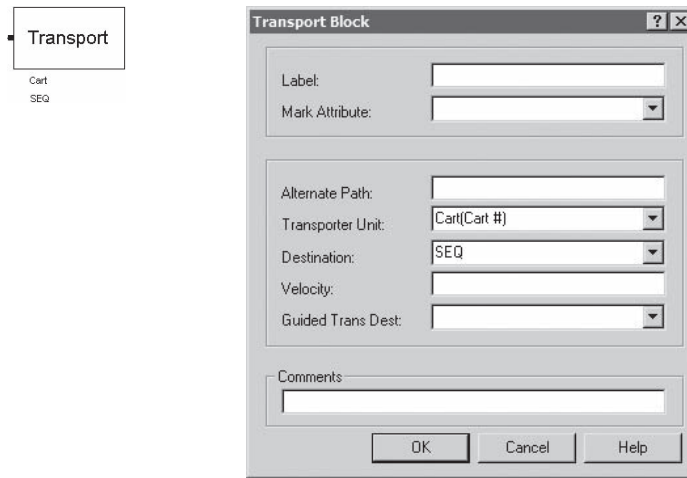 Transport
Cart
SEQ
Transport Block
Label:
Mark Attribute:
Alternate Path:
Transporter Unit: Cart(Cart #)
Destination: SEQ
Velocity:
Guided Trans Dest:
Comments
OK Cancel Help